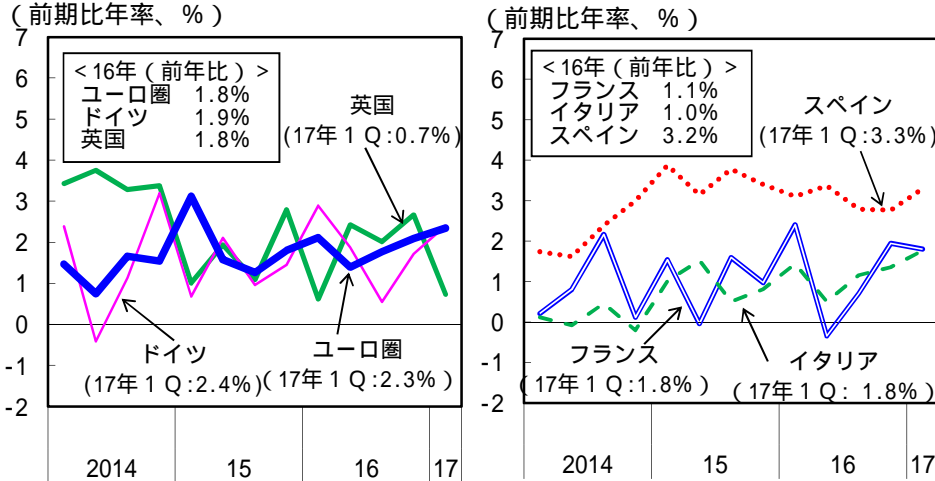 （前期比年率、％）
7
6
5
4
3
2
1
0
-1
-2
＜16年（前年比）＞
ユーロ圏 1.8%
ドイツ 1.9%
英国 1.8%
英国
(17年１Ｑ:0.7%)
ドイツ
(17年１Ｑ:2.4%)
ユーロ圏
(17年１Ｑ:2.3%)
2014 15 16 17
（前期比年率、％）
7
6
5
4
3
2
1
0
-1
-2
＜16年（前年比）＞
フランス 1.1%
イタリア 1.0%
スペイン 3.2%
スペイン
(17年１Ｑ:3.3%)
フランス
(17年１Ｑ:1.8%)
イタリア
(17年１Ｑ: 1.8%)
2014 15 16 17